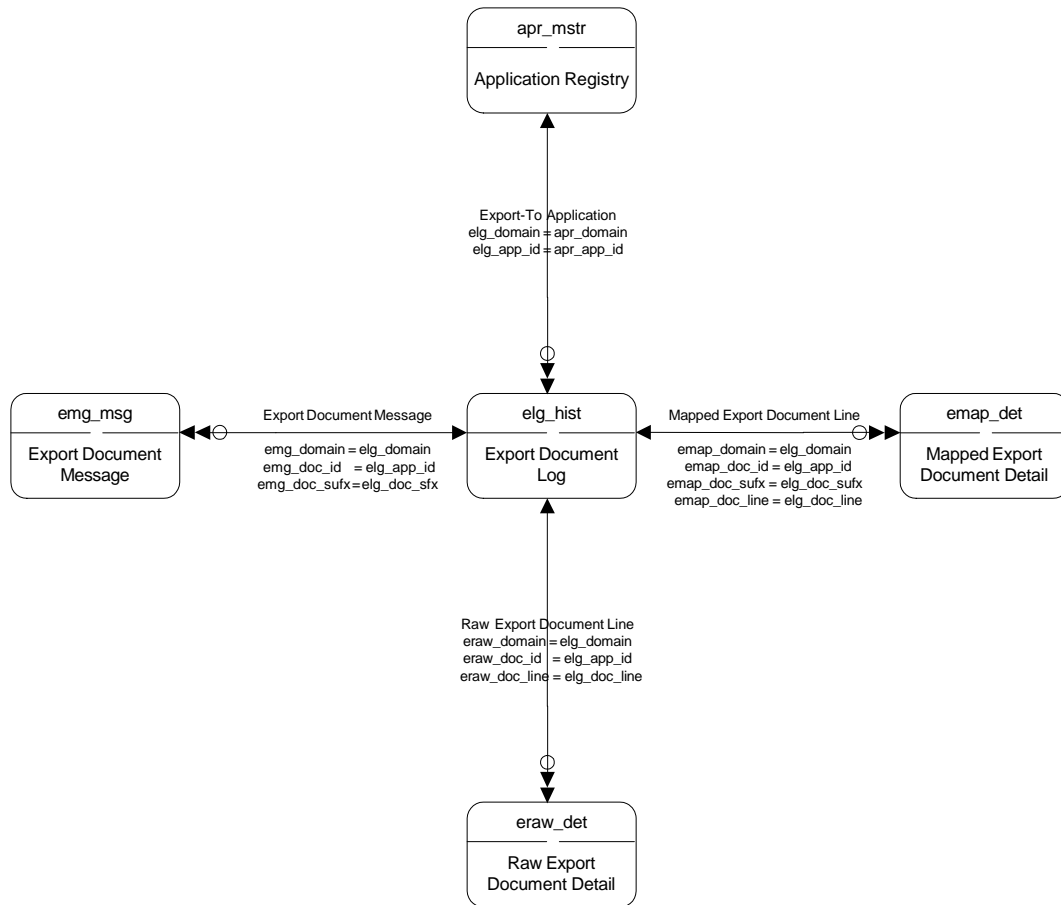 apr_mstr
Application Registry
Export-To Application
elg_domain = apr_domain
elg_app_id = apr_app_id
emg_msg
Export Document
Message
Export Document Message
emg_domain = elg_domain
emg_doc_id = elg_app_id
emg_doc_sufx = elg_doc_sfx
elg_hist
Export Document
Log
Mapped Export Document Line
emap_domain = elg_domain
emap_doc_id = elg_app_id
emap_doc_sufx = elg_doc_sufx
emap_doc_line = elg_doc_line
emap_det
Mapped Export
Document Detail
Raw Export Document Line
eraw_domain = elg_domain
eraw_doc_id = elg_app_id
eraw_doc_line = elg_doc_line
eraw_det
Raw Export
Document Detail